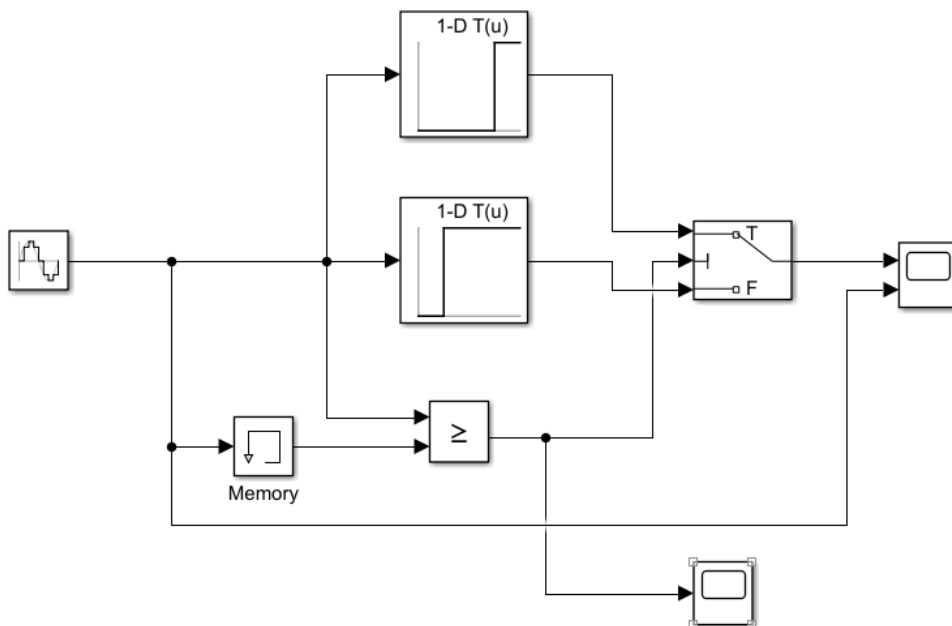 1-D T(u)
1-D T(u)
T
F
≥
Memory